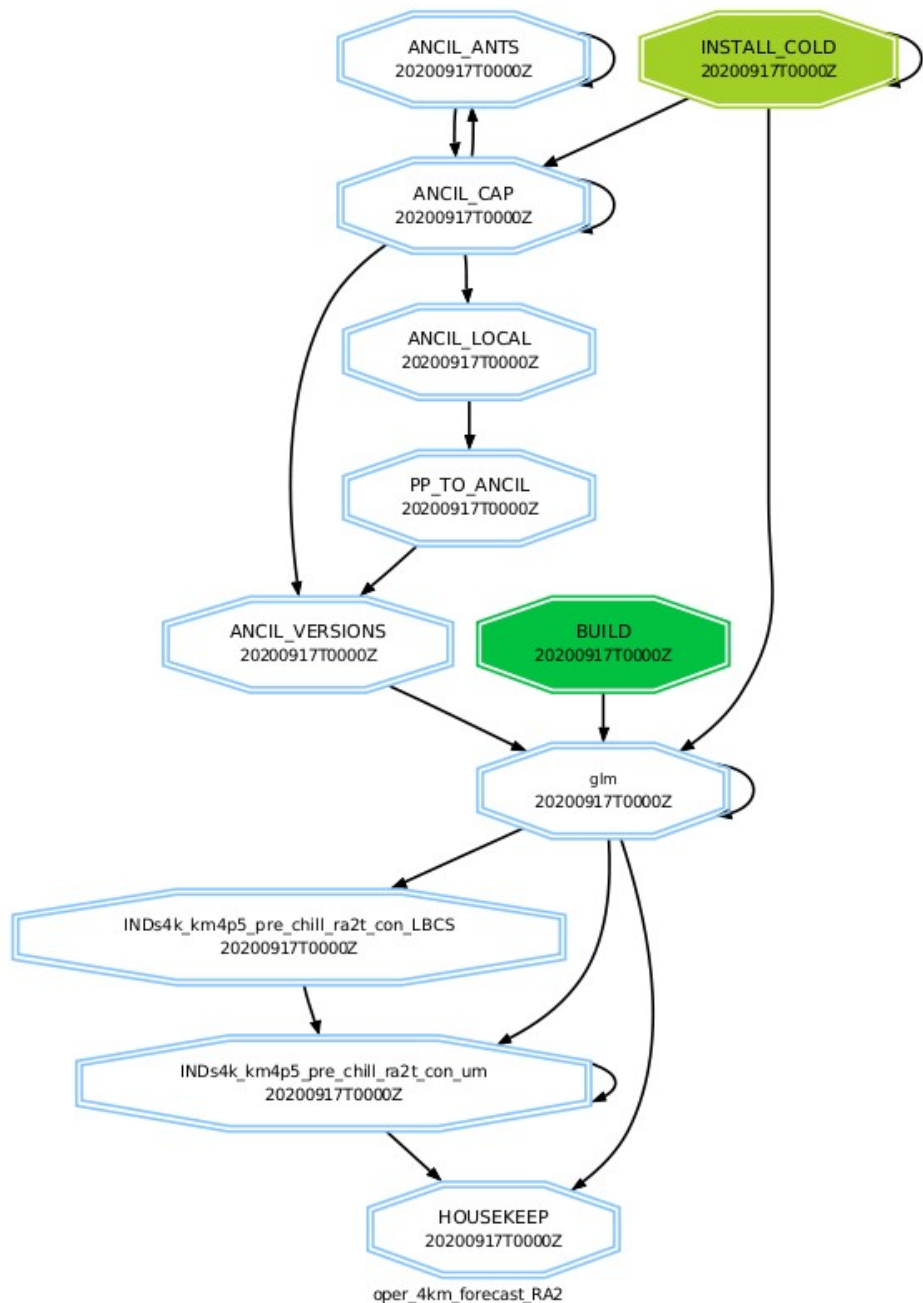 ANCIL_ANTS
20200917T0000Z
INSTALL_COLD
20200917T0000Z
ANCIL_CAP
20200917T0000Z
ANCIL_LOCAL
20200917T0000Z
PP_TO_ANCIL
20200917T0000Z
ANCIL_VERSIONS
20200917T0000Z
BUILD
20200917T0000Z
glm
20200917T0000Z
INDs4k_km4p5_pre_chill_ra2t_con_LBCS
20200917T0000Z
INDs4k_km4p5_pre_chill_ra2t_con_um
20200917T0000Z
HOUSEKEEP
20200917T0000Z
oper_4km_forecast_RA2